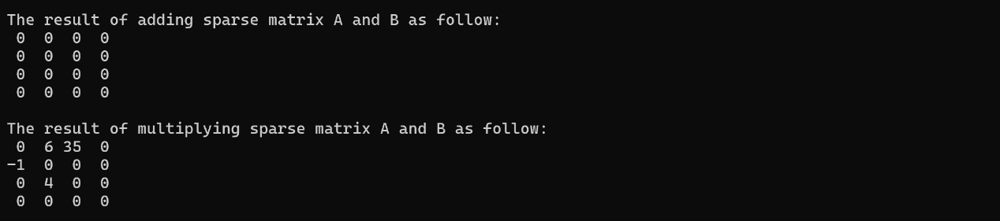 The result of adding sparse matrix A and B as follow:
 0  0  0  0
 0  0  0  0
 0  0  0  0
 0  0  0  0

The result of multiplying sparse matrix A and B as follow:
 0  6 35  0
-1  0  0  0
 0  4  0  0
 0  0  0  0